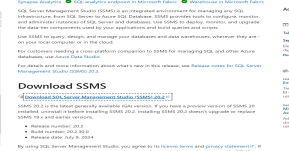 Synapse Analytics SQL analytics endpoint in Microsoft Fabric Warehouse in Microsoft Fabric
SQL Server Management Studio (SSMS) is an integrated environment for managing any SQL
infrastructure, from SQL Server to Azure SQL Database. SSMS provides tools to configure, monitor,
and administer instances of SQL Server and databases. Use SSMS to deploy, monitor, and upgrade
the data-tier components used by your applications and build queries and scripts.
Use SSMS to query, design, and manage your databases and data warehouses, wherever they are -
on your local computer or in the cloud.
For customers needing a cross-platform companion to SSMS for managing SQL and other Azure
databases, use Azure Data Studio.
For details and more information about what's new in this release, see Release notes for SQL Server
Management Studio (SSMS) 20.2.
Download SSMS
Download SQL Server Management Studio (SSMS) 20.2
SSMS 20.2 is the latest generally available (GA) version. If you have a preview version of SSMS 20
installed, uninstall it before installing SSMS 20.2. Installing SSMS 20.2 doesn't upgrade or replace
SSMS 19.x and earlier versions.
• Release number: 20.2
• Build number: 20.2.30.0
• Release date: July 9, 2024
By using SQL Server Management Studio, you agree to its license terms and privacy statement. If